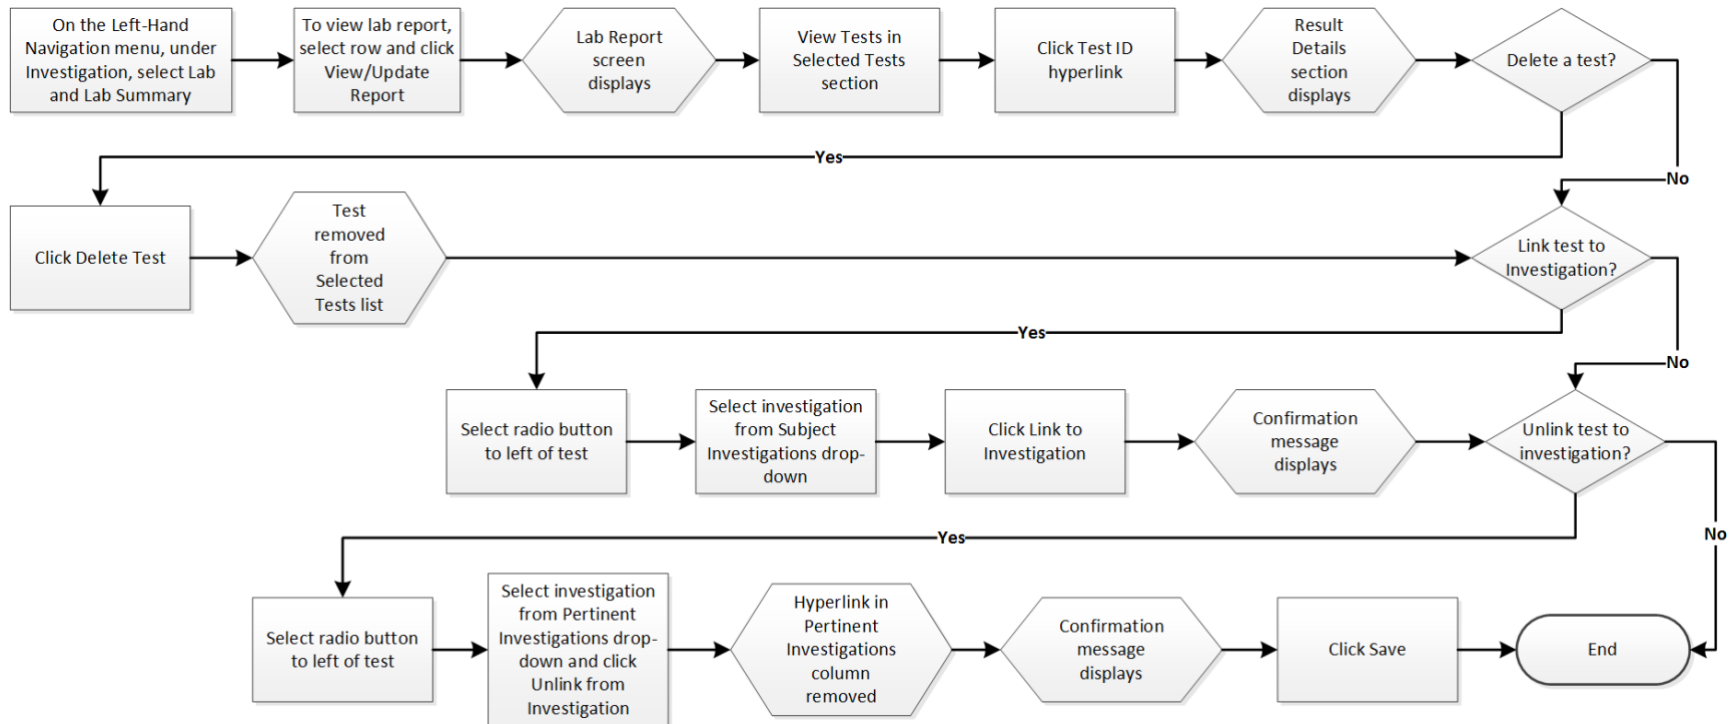 On the Left-Hand
Navigation menu, under
Investigation, select Lab
and Lab Summary
To view lab report,
select row and click
View/Update
Report
Lab Report
screen
displays
View Tests in
Selected Tests
section
Click Test ID
hyperlink
Result
Details
section
displays
Delete a test?
Yes
No
Click Delete Test
Test
removed
from
Selected
Tests list
Link test to
Investigation?
Yes
No
Select radio button
to left of test
Select investigation
from Subject
Investigations drop-
down
Click Link to
Investigation
Confirmation
message
displays
Unlink test to
investigation?
Yes
No
Select radio button
to left of test
Select investigation
from Pertinent
Investigations drop-
down and click
Unlink from
Investigation
Hyperlink in
Pertinent
Investigations
column
removed
Confirmation
message
displays
Click Save
End